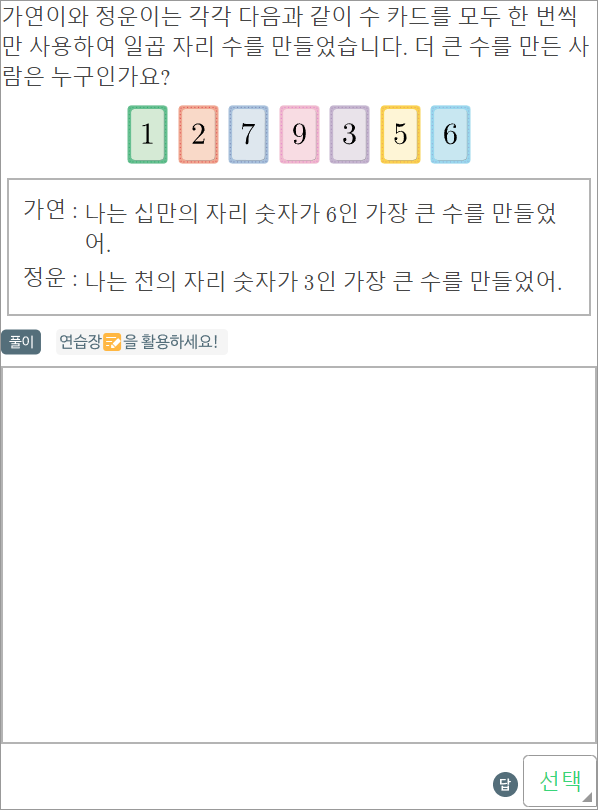 가연이와 정운이는 각각 다음과 같이 수 카드를 모두 한 번씩
만 사용하여 일곱 자리 수를 만들었습니다. 더 큰 수를 만든 사
람은 누구인가요?
1 2 7 9 3 5 6
가연 : 나는 십만의 자리 숫자가 6인 가장 큰 수를 만들었
어.
정운 : 나는 천의 자리 숫자가 3인 가장 큰 수를 만들었어.
풀이 연습장을 활용하세요!
답 선택